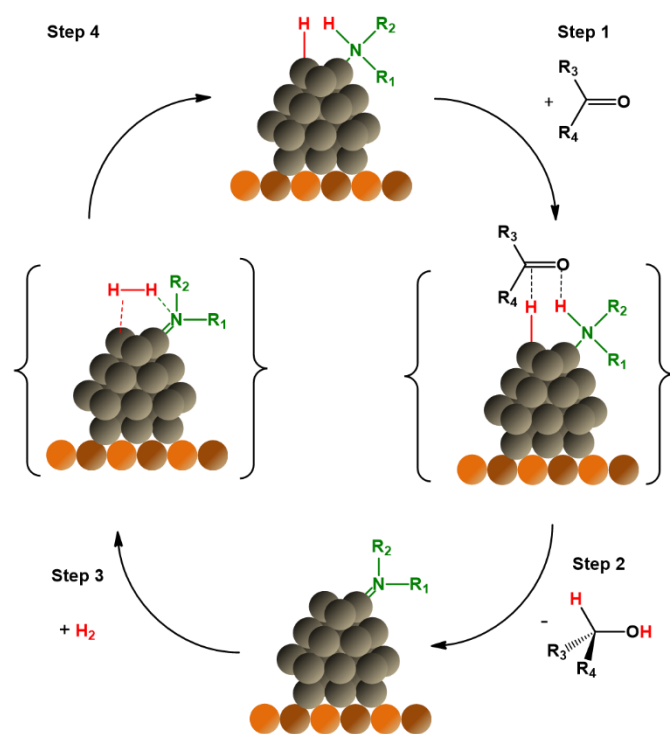 Step 4
H
H
R2
N
R1
Step 1
R3
+
O
R4
R3
O
R4
H
H
R2
N
R1
H
H
R2
N
R1
Step 2
H
-
OH
R3
R4
Step 3
+ H2
R2
N
R1